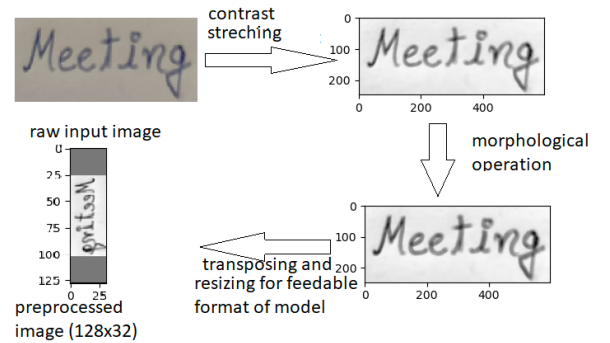 contrast
streching
Meeting
0
100
200
0
200
400
Meeting
raw input image
morphological
operation
0
25
50
75
100
125
0
25
Meeting
0
100
200
0
200
400
Meeting
transposing and
resizing for feedable
format of model
preprocessed
image (128x32)